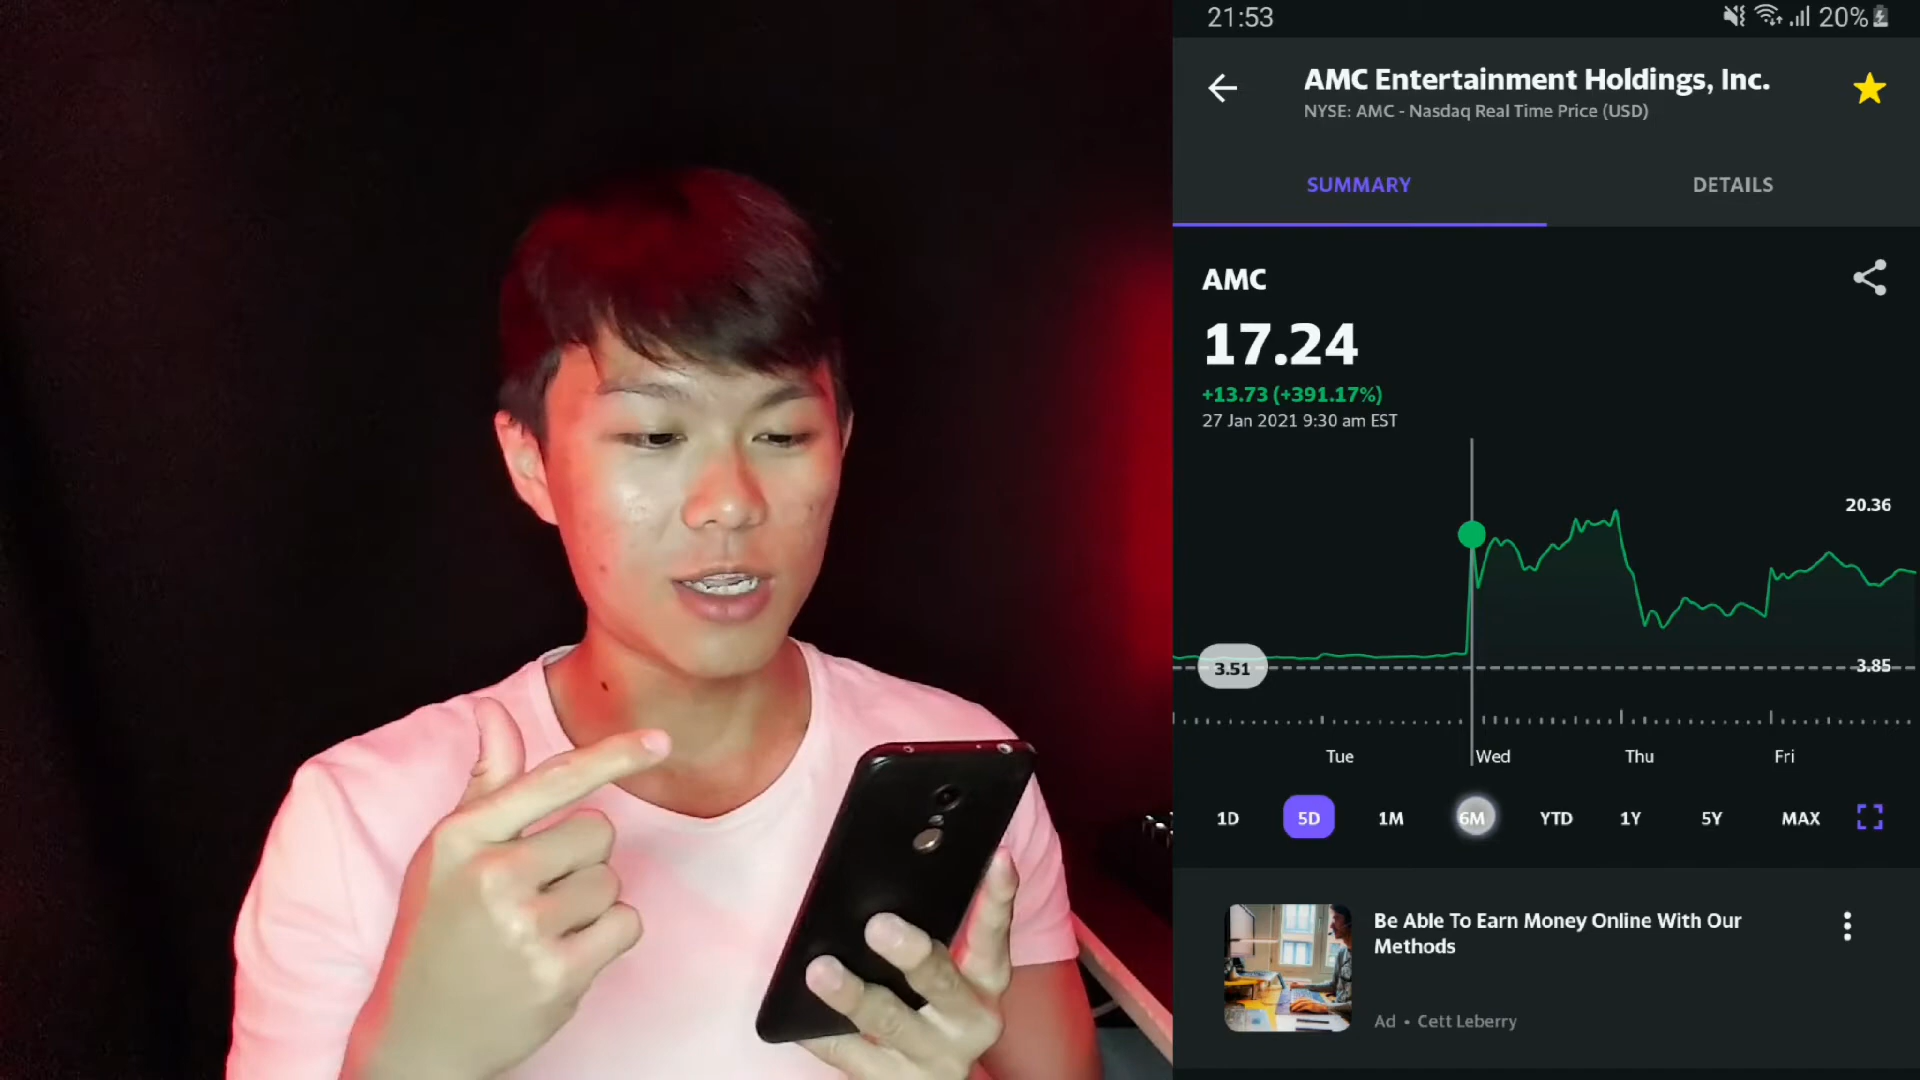 21:53
20%
AMC Entertainment Holdings, Inc.
NYSE: AMC - Nasdaq Real Time Price (USD)
SUMMARY
DETAILS
AMC
17.24
+13.73 (+391.17%)
27 Jan 2021 9:30 am EST
20.36
3.51
3.85
Tue
Wed
Thu
Fri
1D
5D
1M
6M
YTD
1Y
5Y
MAX
Be Able To Earn Money Online With Our
Methods
Ad • Cett Leberry